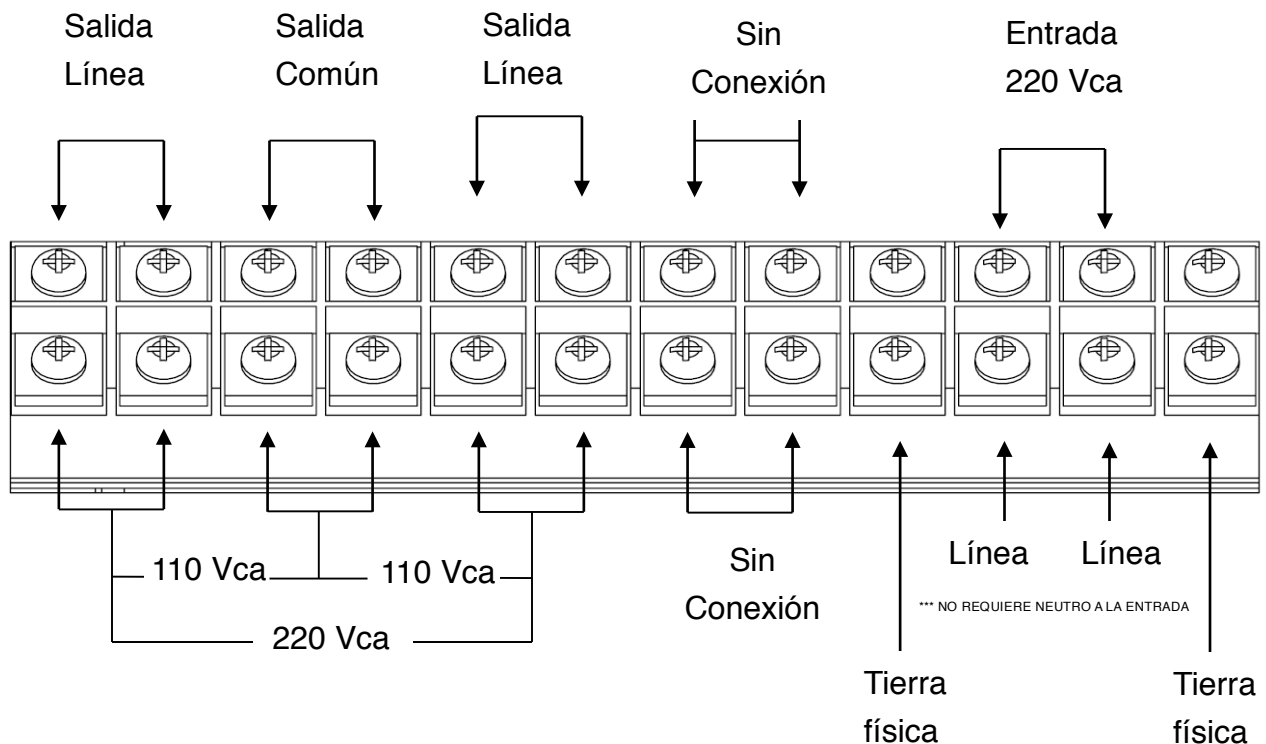 Salida
Línea
Salida
Común
Salida
Línea
Sin
Conexión
Entrada
220 Vca
110 Vca
110 Vca
220 Vca
Sin
Conexión
Línea
Línea
*** NO REQUIERE NEUTRO A LA ENTRADA
Tierra
física
Tierra
física